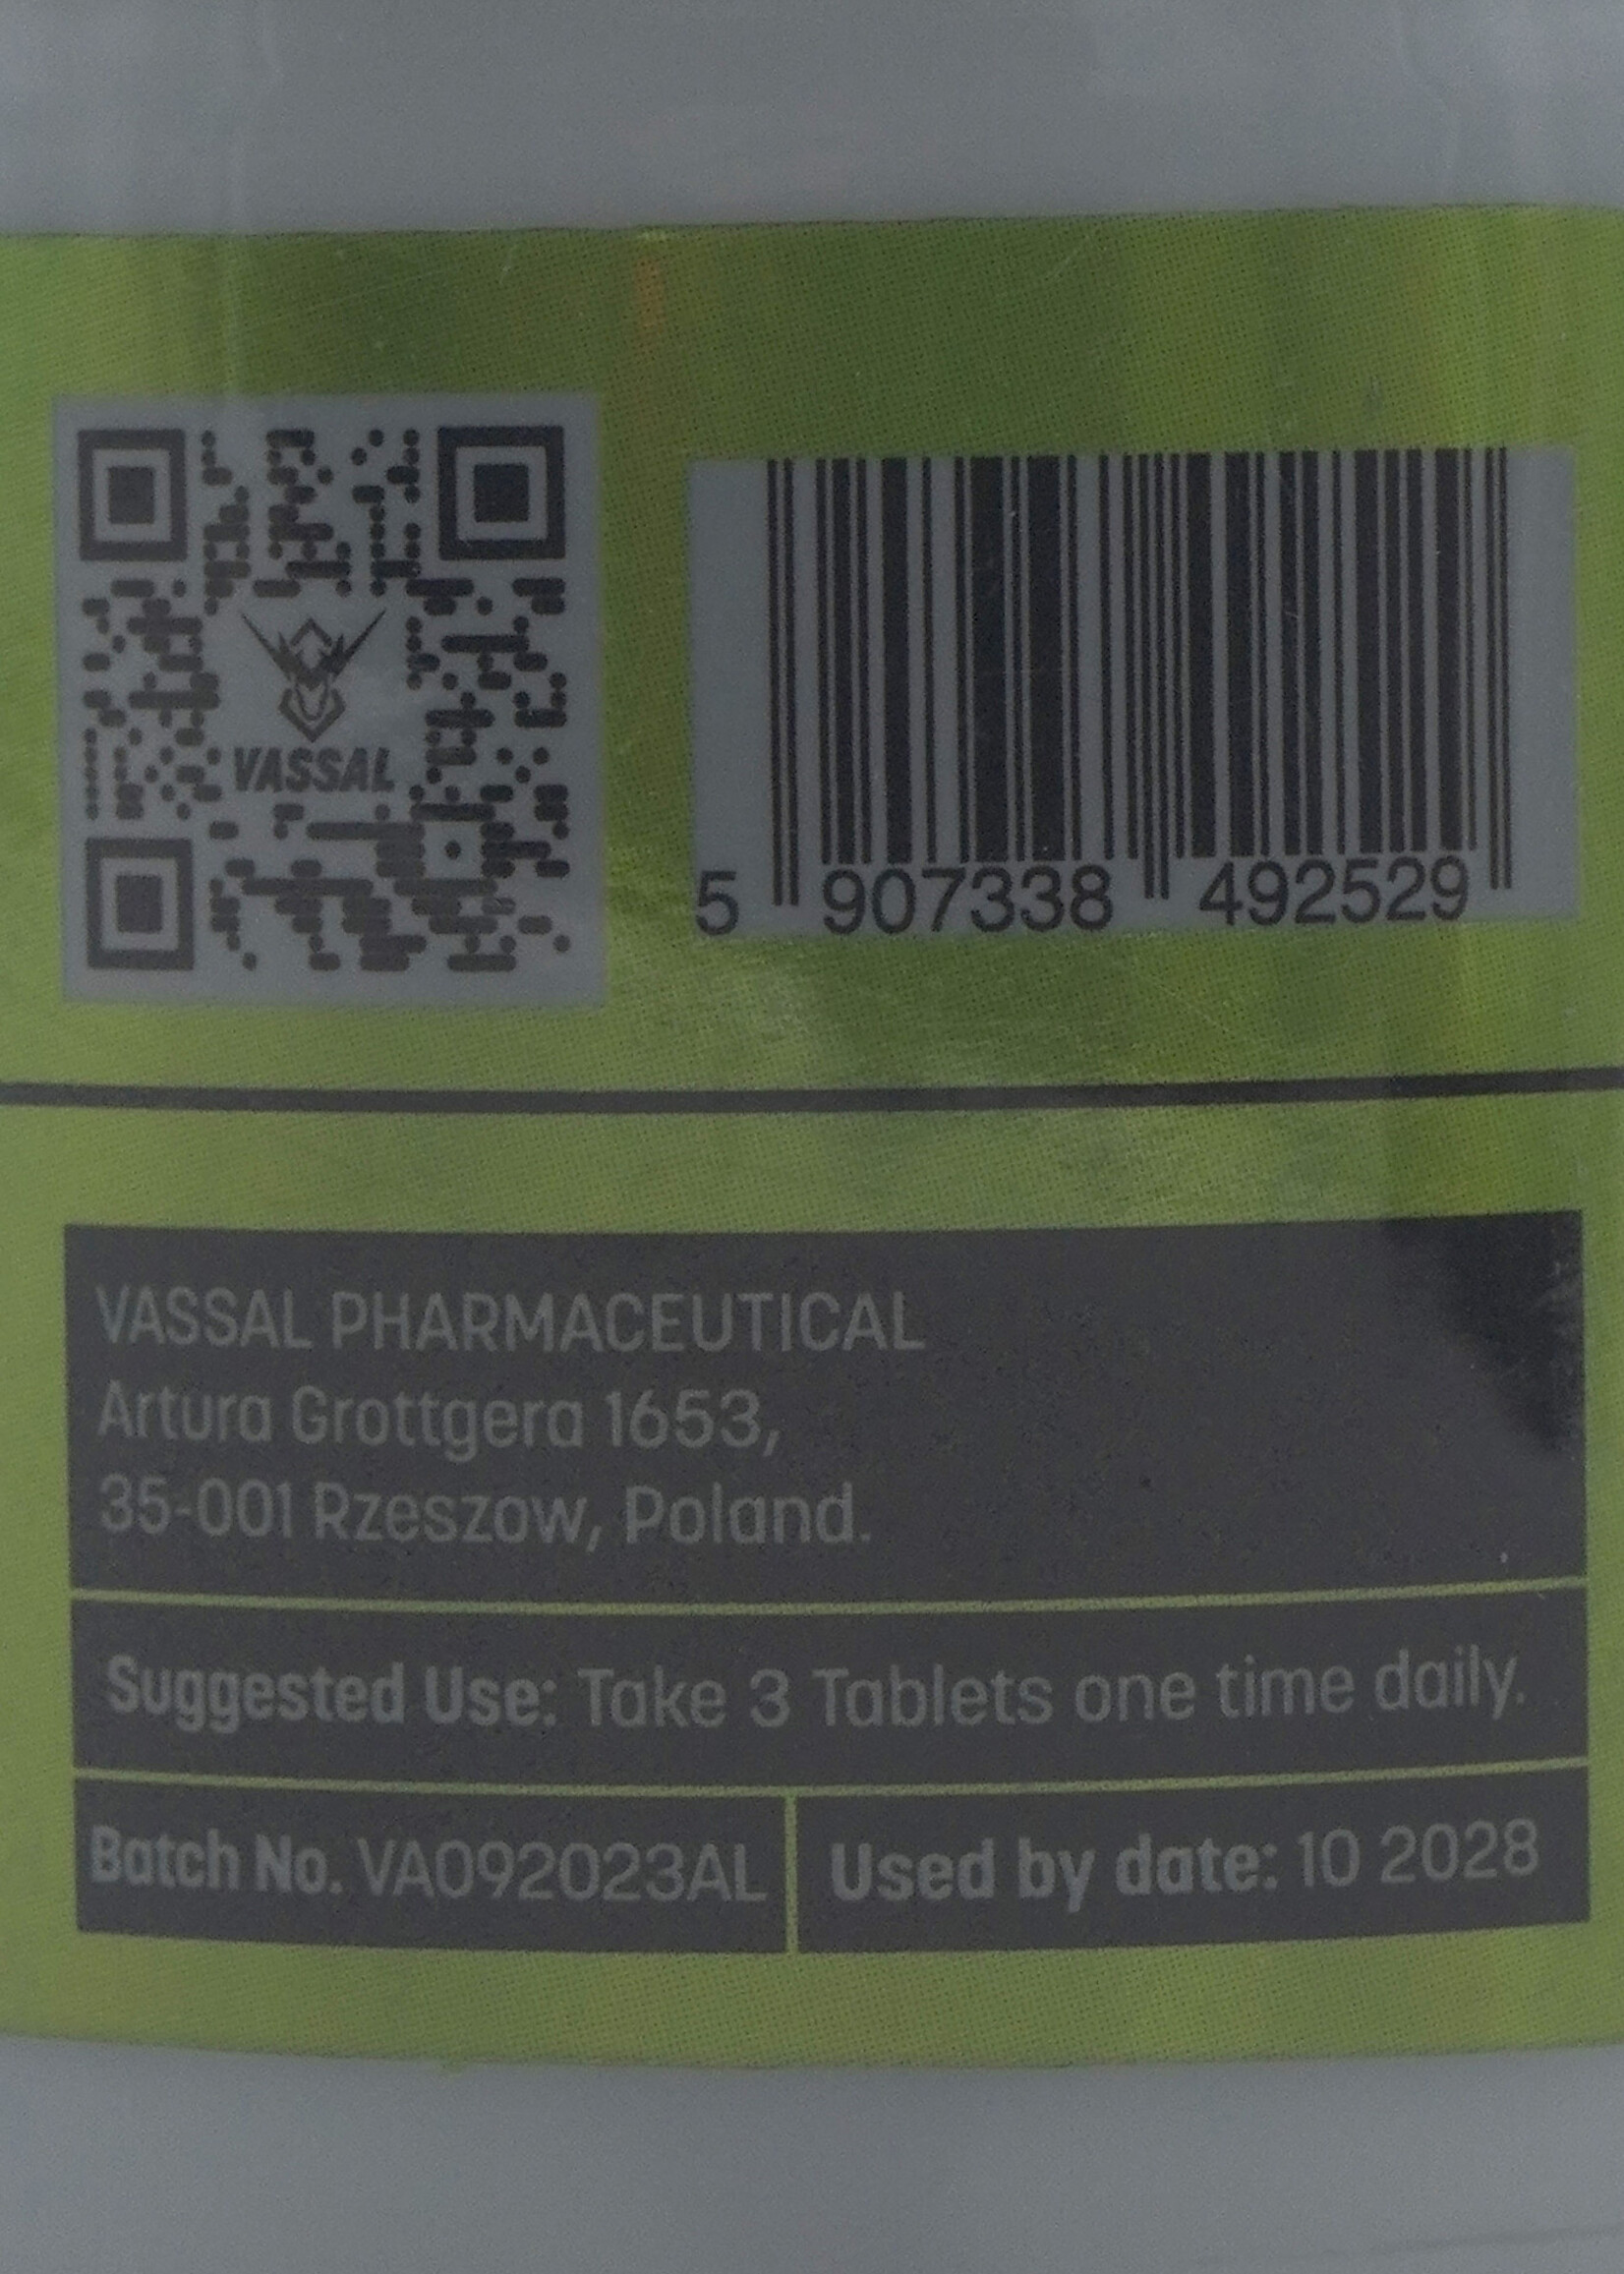 VASSAL
5 907338 492529
VASSAL PHARMACEUTICAL
Artura Grottgera 1653,
35-001 Rzeszow, Poland.
Suggested Use: Take 3 Tablets one time daily.
Batch No. VA092023AL
Used by date: 10 2028